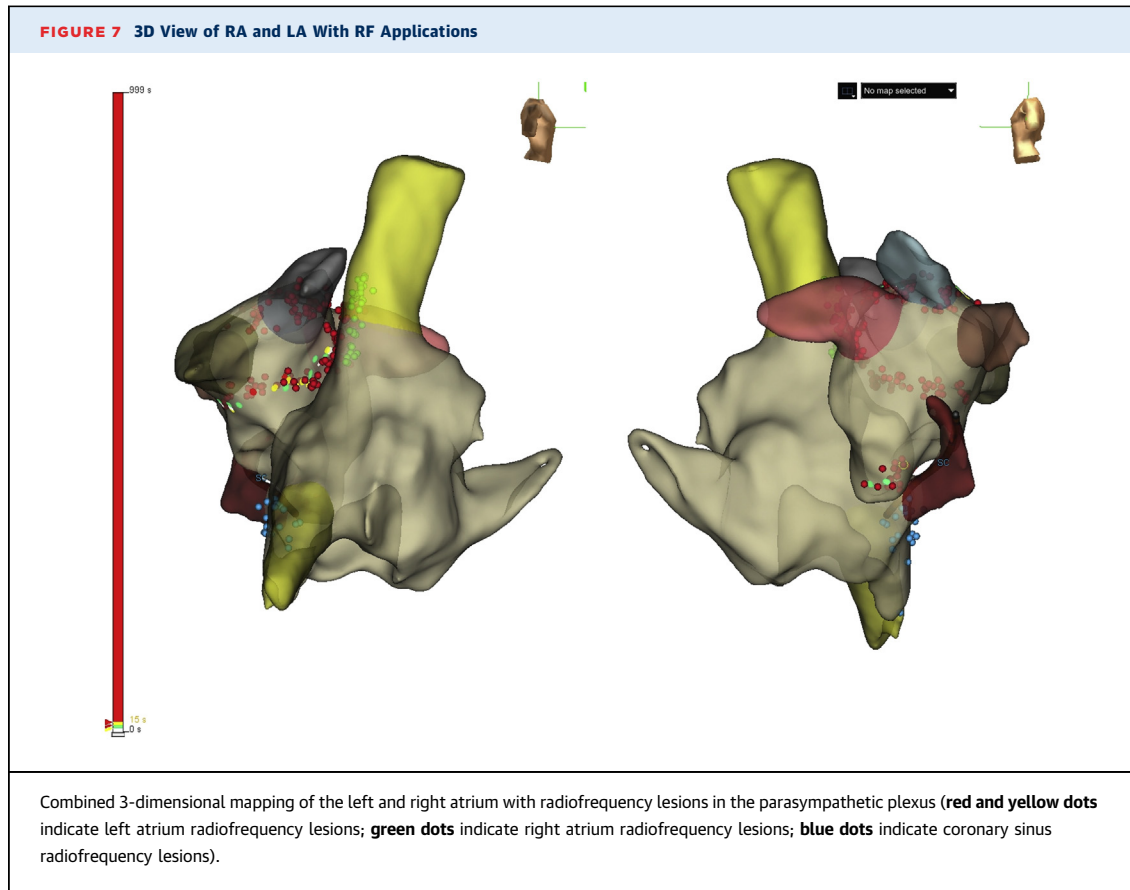 FIGURE 7 3D View of RA and LA With RF Applications
999 s
No map selected
SC
SC
15 s
0 s
Combined 3-dimensional mapping of the left and right atrium with radiofrequency lesions in the parasympathetic plexus (red and yellow dots
indicate left atrium radiofrequency lesions; green dots indicate right atrium radiofrequency lesions; blue dots indicate coronary sinus
radiofrequency lesions).